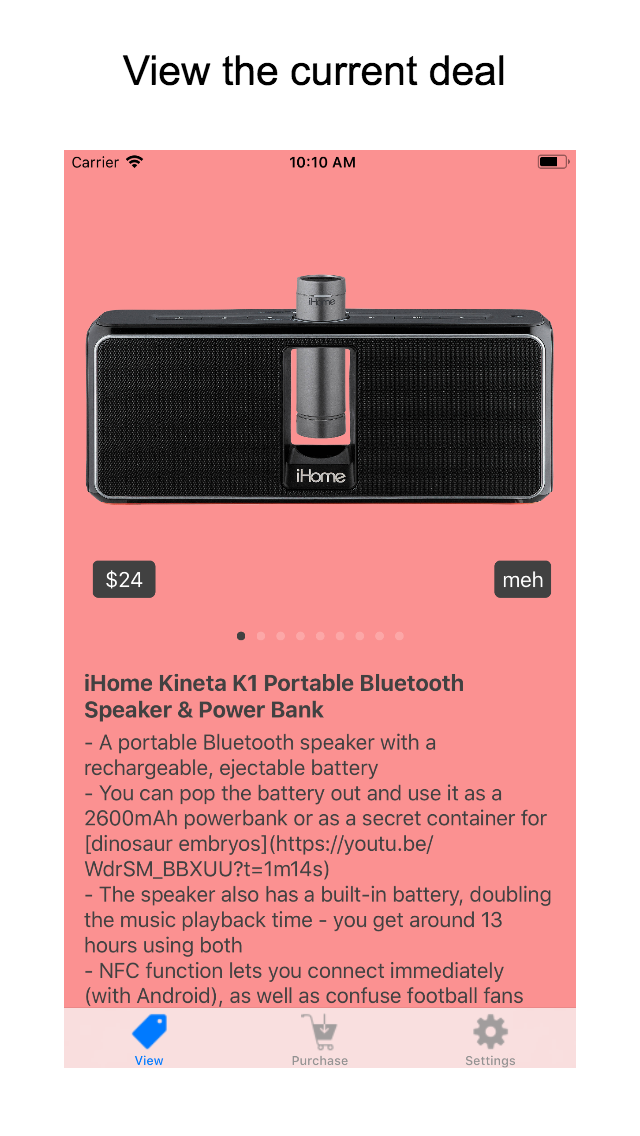 View the current deal
Carrier
10:10 AM
iHome
iHome
$24
meh
iHome Kineta K1 Portable Bluetooth
Speaker & Power Bank
- A portable Bluetooth speaker with a
rechargeable, ejectable battery
- You can pop the battery out and use it as a
2600mAh powerbank or as a secret container for
[dinosaur embryos](https://youtu.be/
WdrSM_BBXUU?t=1m14s)
- The speaker also has a built-in battery, doubling
the music playback time - you get around 13
hours using both
- NFC function lets you connect immediately
(with Android), as well as confuse football fans
View
Purchase
Settings